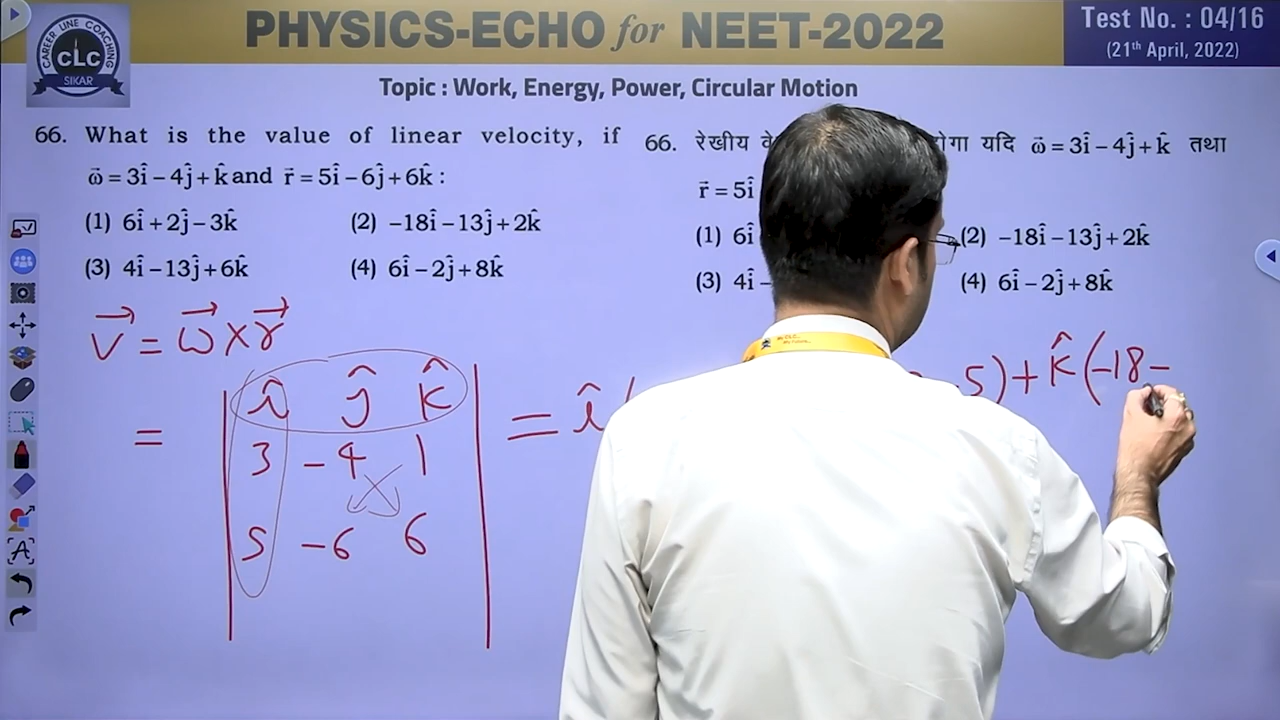 PHYSICS-ECHO for NEET-2022
Test No. : 04/16
(21th April, 2022)
CAREER LINE COACHING
CLC
SIKAR
Topic : Work, Energy, Power, Circular Motion
66. What is the value of linear velocity, if
ω⃗ = 3î − 4ĵ + k̂ and r⃗ = 5î − 6ĵ + 6k̂ :
(1) 6î + 2ĵ − 3k̂ (2) −18î − 13ĵ + 2k̂
(3) 4î − 13ĵ + 6k̂ (4) 6î − 2ĵ + 8k̂
66. रेखीय यदि ω⃗ = 3î − 4ĵ + k̂ तथा
r⃗ = 5î
(1) 6î (2) −18î − 13ĵ + 2k̂
(3) 4î − (4) 6î − 2ĵ + 8k̂
v⃗ = ω⃗ × r⃗
= | î ĵ k̂ | = î( − 5) + k̂(−18 −
3 −4 1
5 −6 6